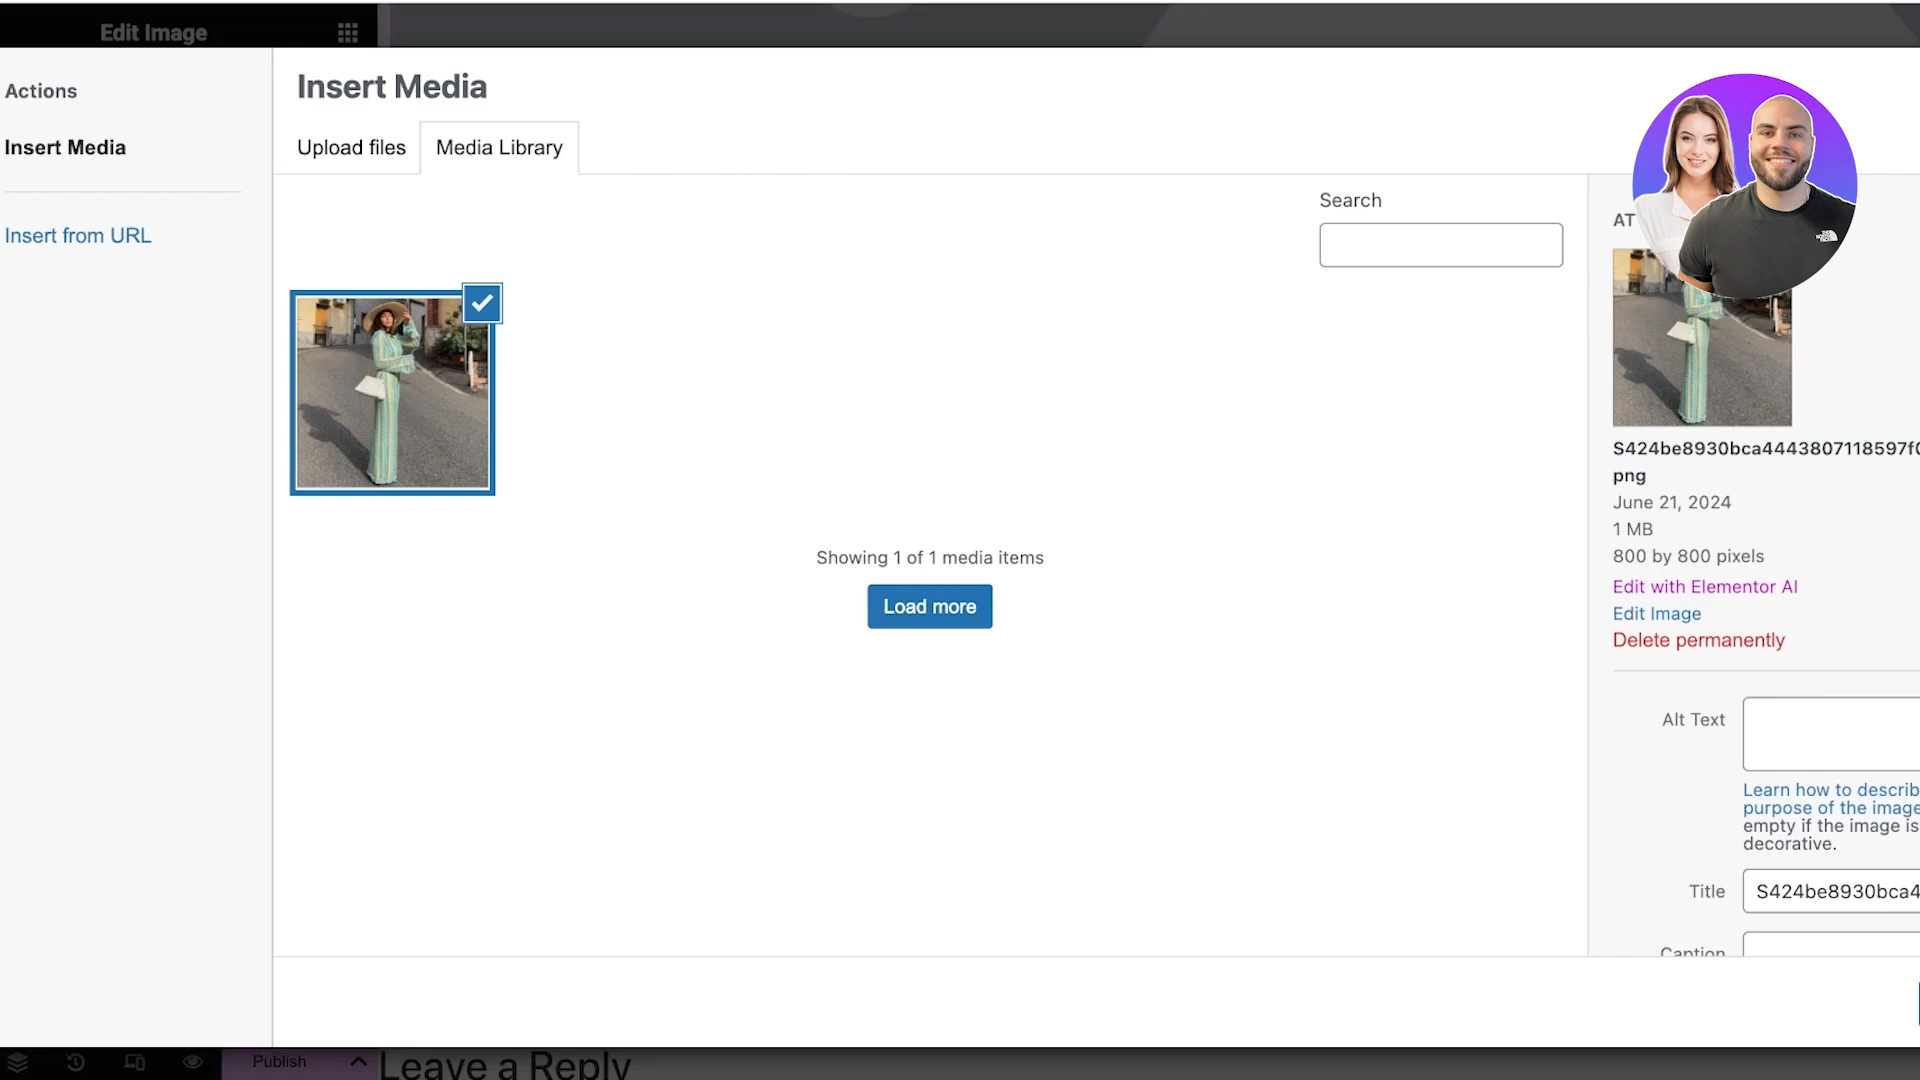 Edit Image
Actions
Insert Media
Insert from URL
Insert Media
Upload files
Media Library
Search
Showing 1 of 1 media items
Load more
AT
S424be8930bca4443807118597f
png
June 21, 2024
1 MB
800 by 800 pixels
Edit with Elementor AI
Edit Image
Delete permanently
Alt Text
Learn how to describ
purpose of the image
empty if the image is
decorative.
Title
S424be8930bca4
Caption
Publish
Leave a Reply